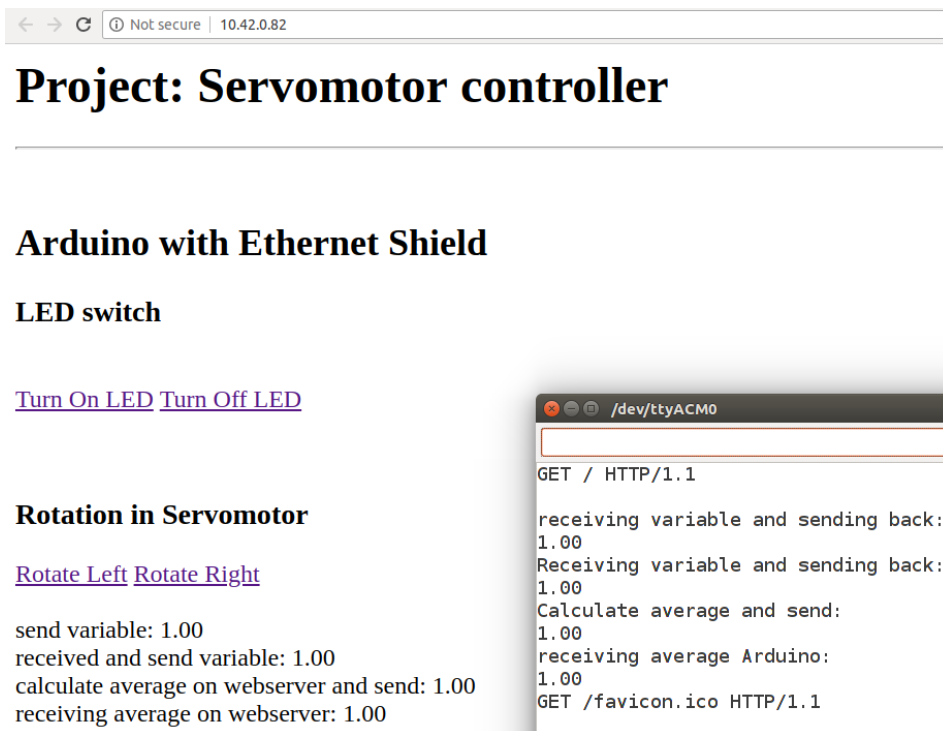 Not secure | 10.42.0.82
Project: Servomotor controller
Arduino with Ethernet Shield
LED switch
Turn On LED Turn Off LED
Rotation in Servomotor
Rotate Left Rotate Right
send variable: 1.00
received and send variable: 1.00
calculate average on webserver and send: 1.00
receiving average on webserver: 1.00
/dev/ttyACM0
GET / HTTP/1.1
receiving variable and sending back:
1.00
Receiving variable and sending back:
1.00
Calculate average and send:
1.00
receiving average Arduino:
1.00
GET /favicon.ico HTTP/1.1